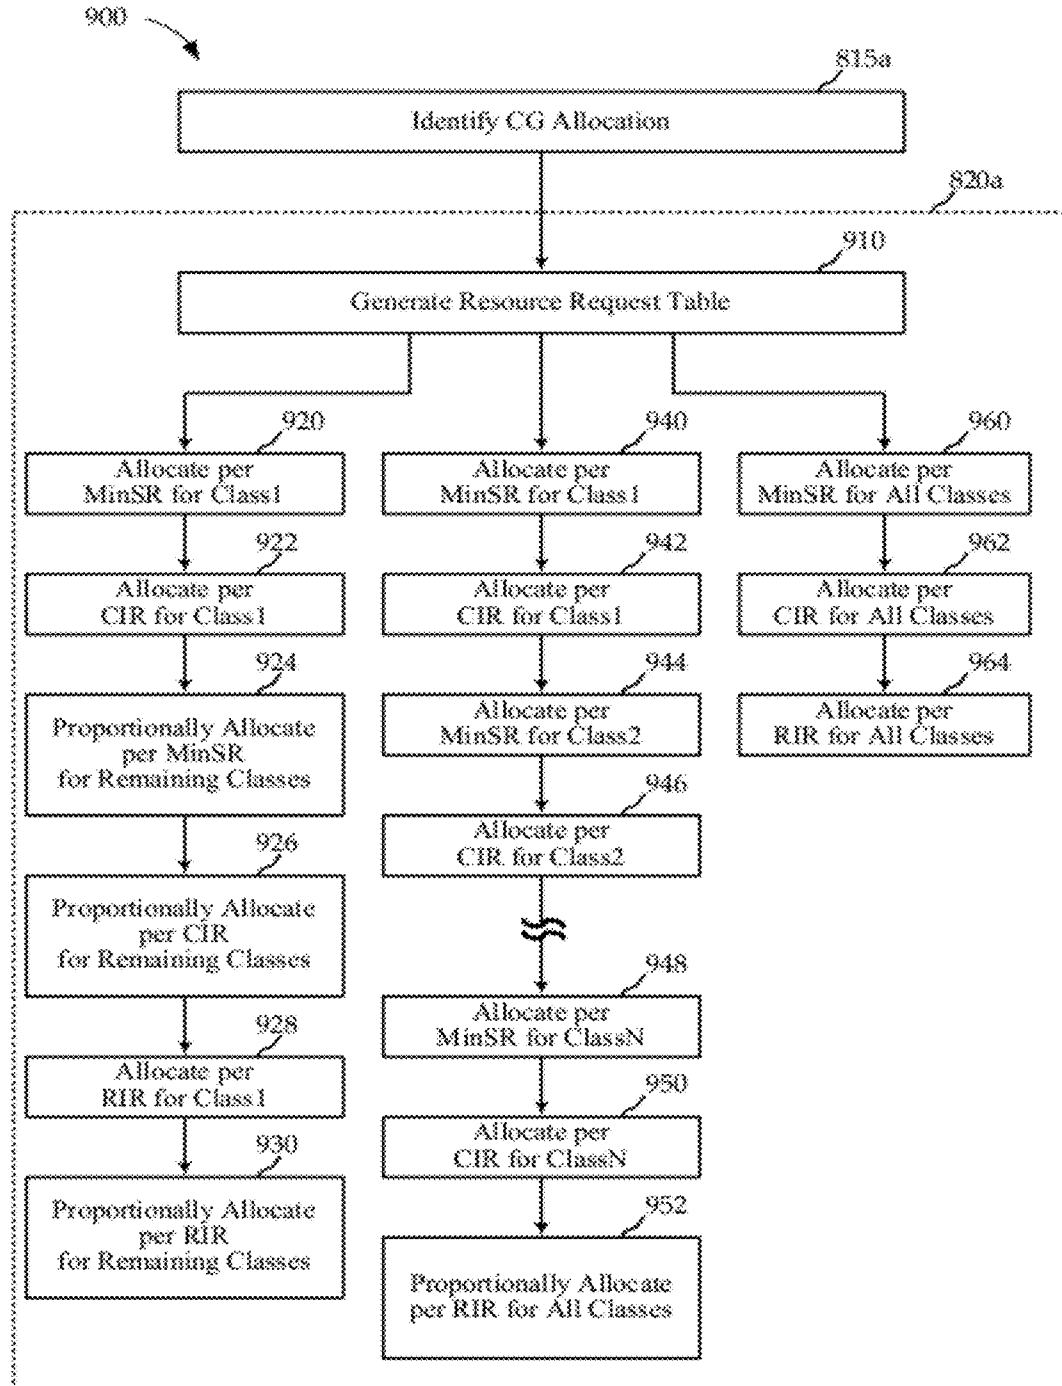 900
815a
Identify CG Allocation
820a
910
Generate Resource Request Table
920
Allocate per
MinSR for Class1
922
Allocate per
CIR for Class1
924
Proportionally Allocate
per MinSR
for Remaining Classes
926
Proportionally Allocate
per CIR
for Remaining Classes
928
Allocate per
RIR for Class1
930
Proportionally Allocate
per RIR
for Remaining Classes
940
Allocate per
MinSR for Class1
942
Allocate per
CIR for Class1
944
Allocate per
MinSR for Class2
946
Allocate per
CIR for Class2
948
Allocate per
MinSR for ClassN
950
Allocate per
CIR for ClassN
952
Proportionally Allocate
per RIR for All Classes
960
Allocate per
MinSR for All Classes
962
Allocate per
CIR for All Classes
964
Allocate per
RIR for All Classes